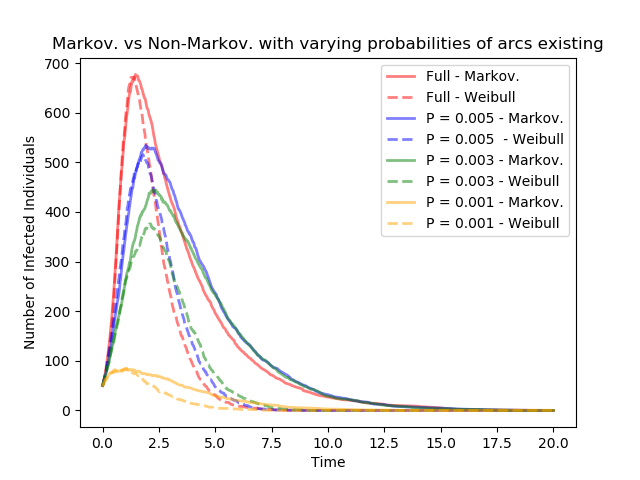 Markov. vs Non-Markov. with varying probabilities of arcs existing
700
600
500
400
300
200
100
0
Number of Infected Individuals
Full - Markov.
Full - Weibull
P = 0.005 - Markov.
P = 0.005  - Weibull
P = 0.003 - Markov.
P = 0.003 - Weibull
P = 0.001 - Markov.
P = 0.001 - Weibull
0.0 2.5 5.0 7.5 10.0 12.5 15.0 17.5 20.0
Time